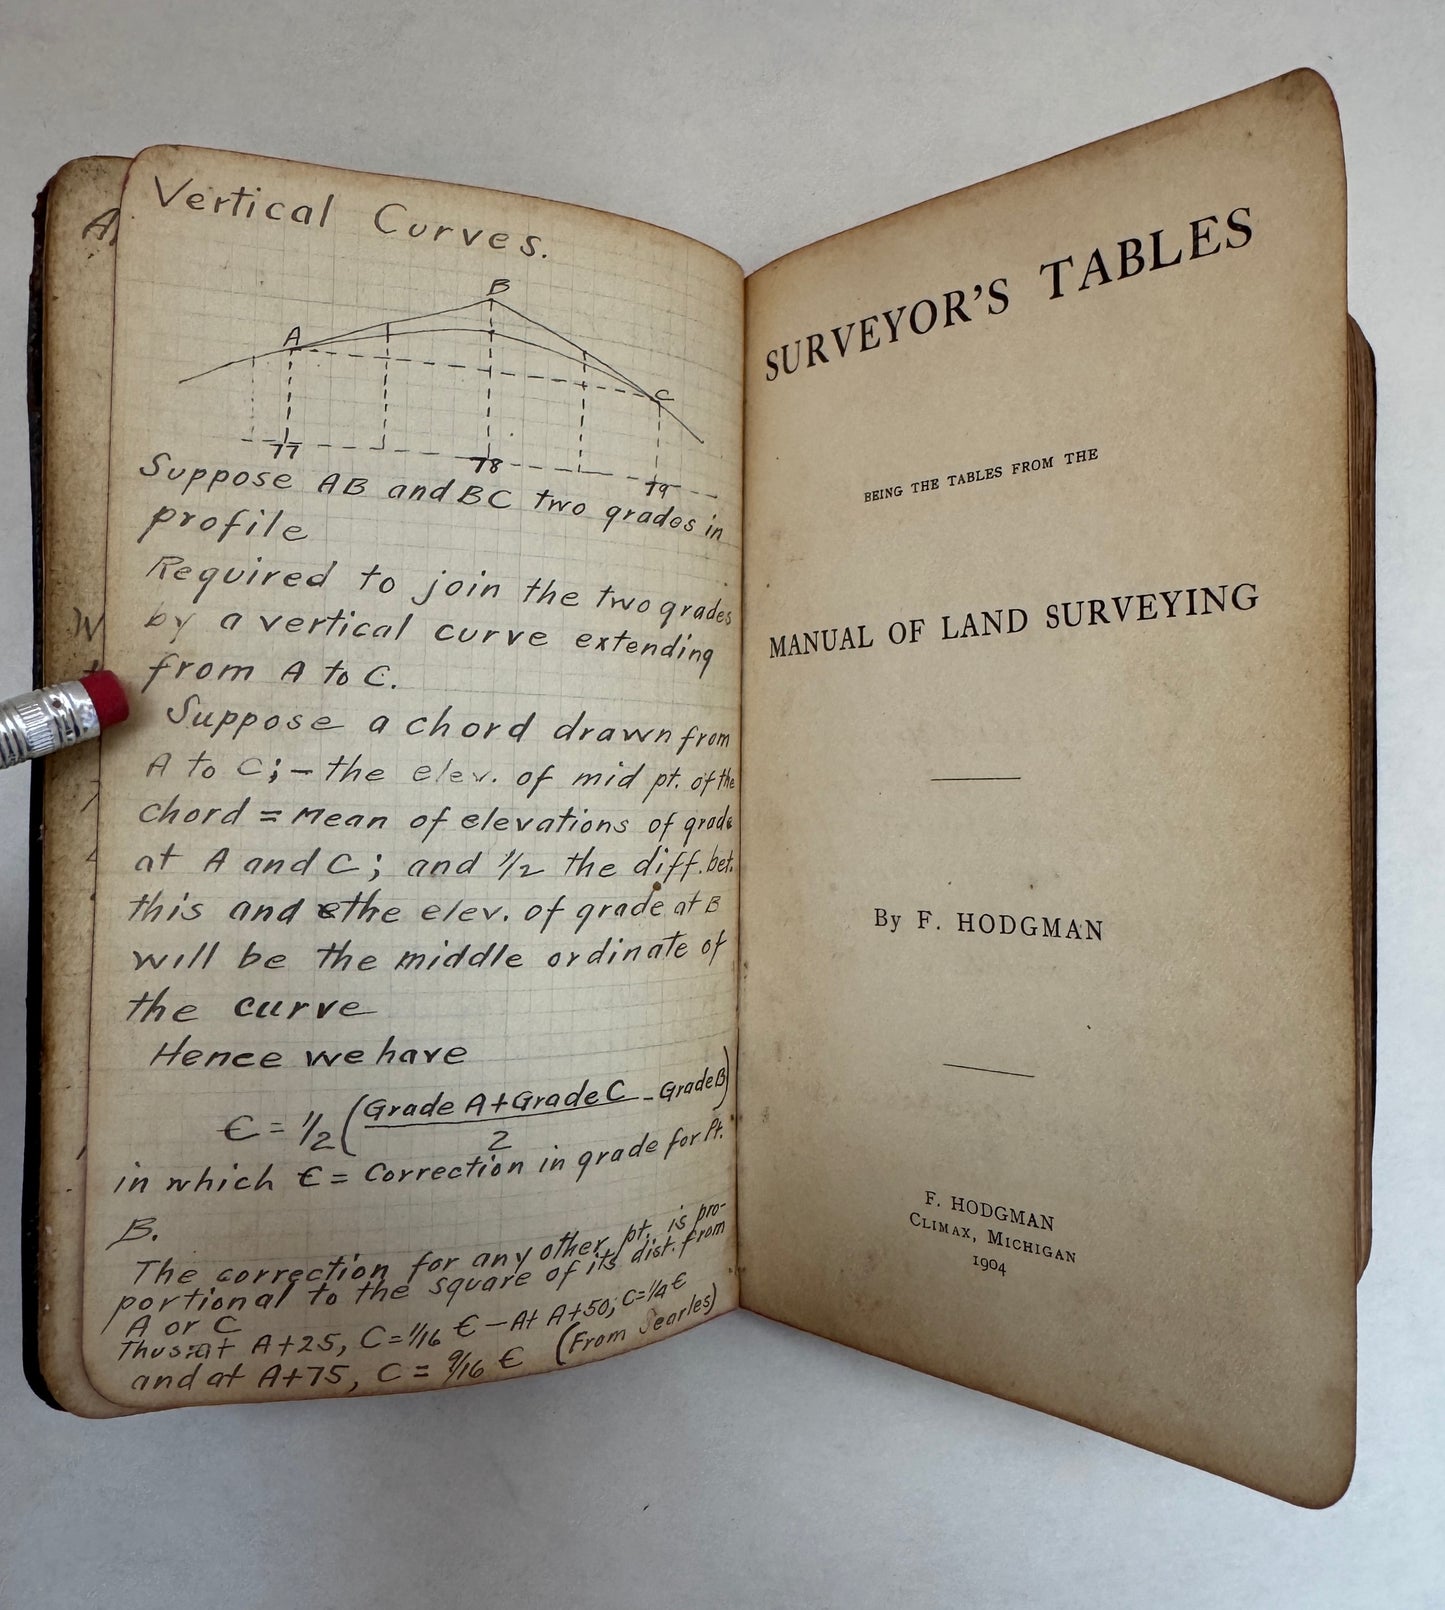 Vertical Curves.
B
A
C
77
78
79
Suppose AB and BC two grades in
profile
Required to join the two grades
by a vertical curve extending
from A to C.
Suppose a chord drawn from
A to C; – the elev. of mid pt. of the
chord = Mean of elevations of grade
at A and C; and 1/2 the diff. bet.
this and the elev. of grade at B
will be the middle ordinate of
the curve
Hence we have
Є = 1/2 (Grade A + Grade C / 2 - Grade B)
in which Є = Correction in grade for Pt.
B.
The correction for any other pt. is pro-
portional to the square of its dist. from
A or C
Thus: at A+25, C = 1/16 Є – At A+50, C = 1/4 Є
and at A+75, C = 9/16 Є (From Searles)
SURVEYOR'S TABLES
BEING THE TABLES FROM THE
MANUAL OF LAND SURVEYING
By F. HODGMAN
F. HODGMAN
CLIMAX, MICHIGAN
1904